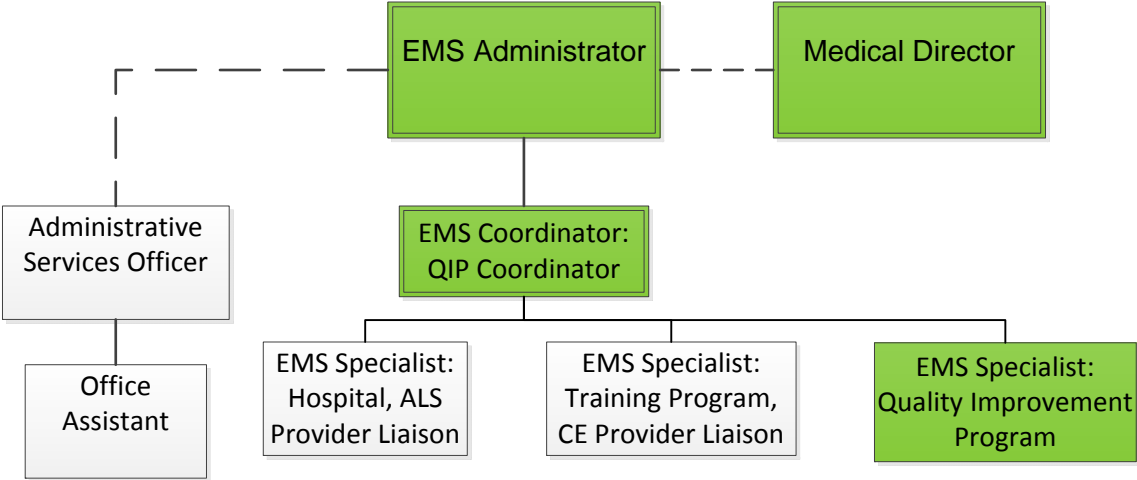 EMS Administrator
Medical Director
Administrative
Services Officer
EMS Coordinator:
QIP Coordinator
Office
Assistant
EMS Specialist:
Hospital, ALS
Provider Liaison
EMS Specialist:
Training Program,
CE Provider Liaison
EMS Specialist:
Quality Improvement
Program